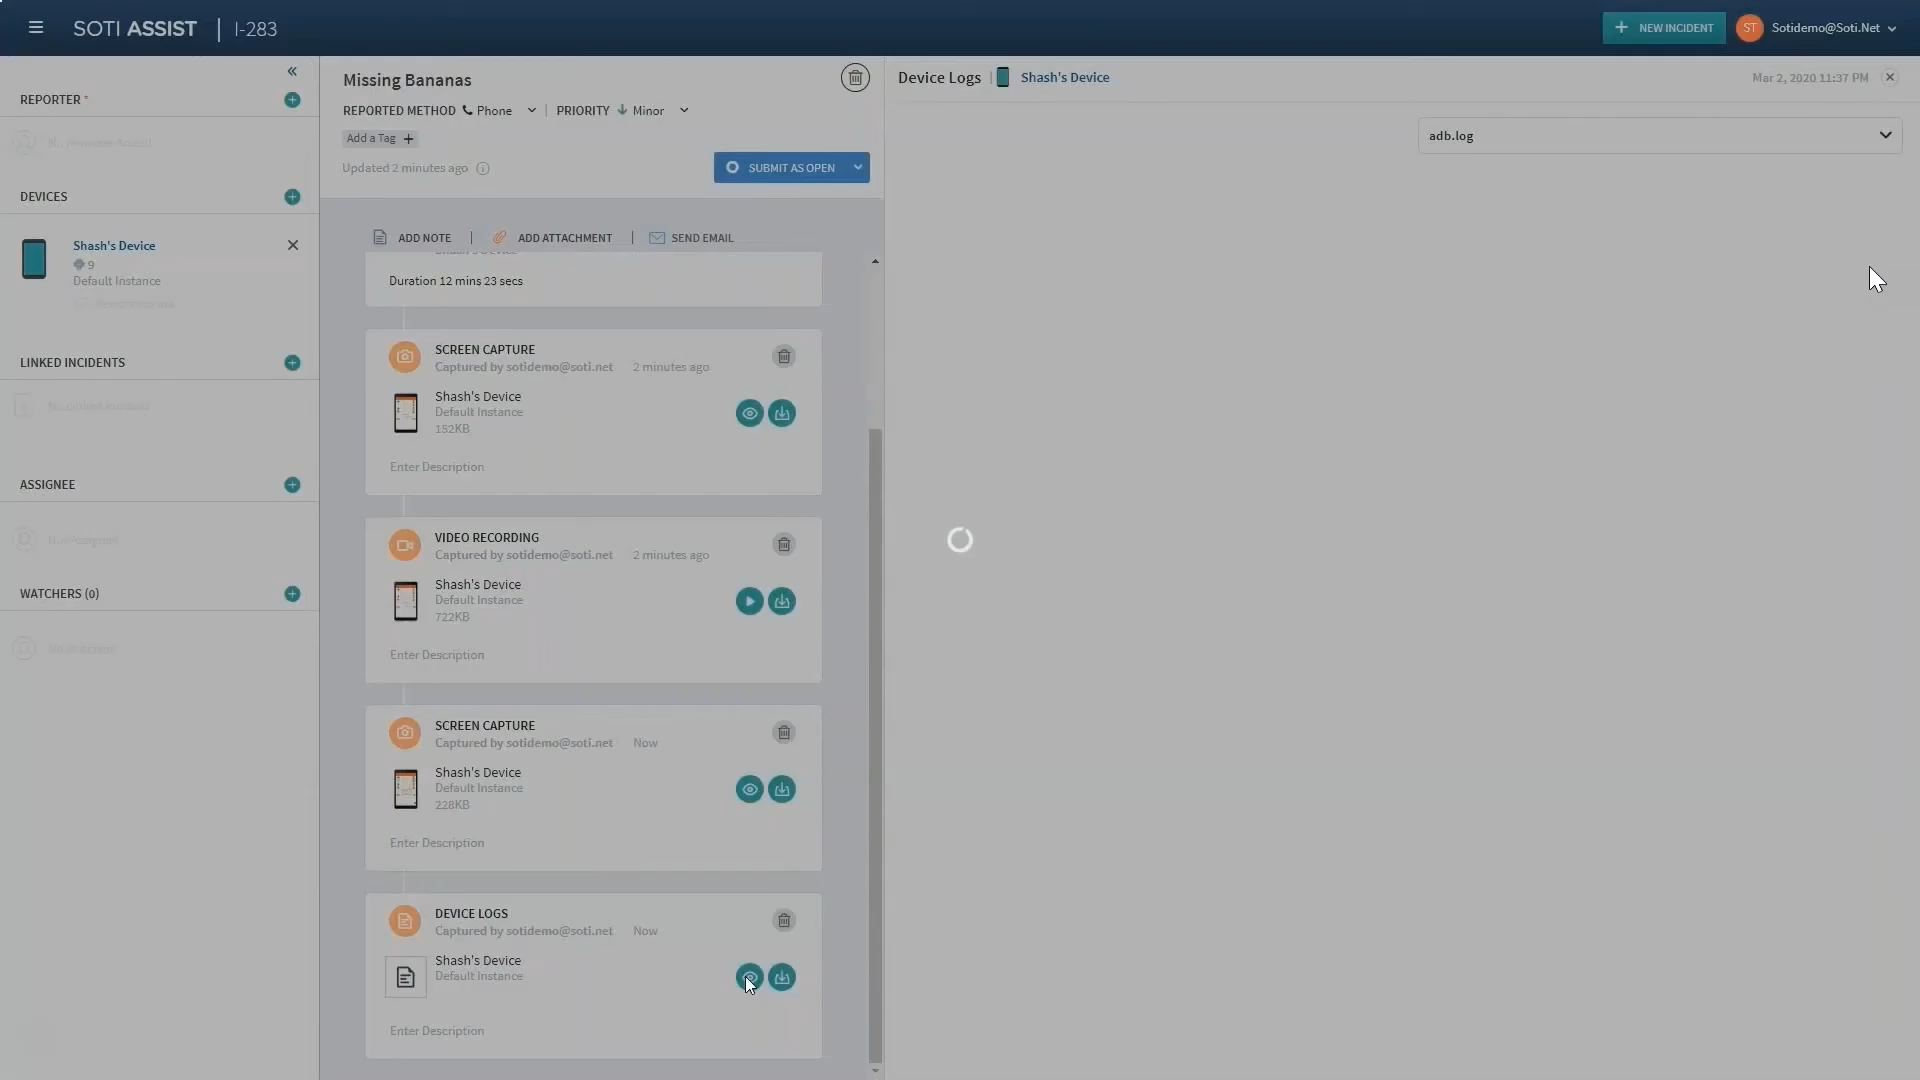 SOTI ASSIST | I-283
NEW INCIDENT
ST
Sotidemo@Soti.Net
REPORTER *
DEVICES
Shash's Device
9
Default Instance
LINKED INCIDENTS
ASSIGNEE
WATCHERS (0)
Missing Bananas
REPORTED METHOD Phone | PRIORITY Minor
Add a Tag +
Updated 2 minutes ago
SUBMIT AS OPEN
ADD NOTE | ADD ATTACHMENT | SEND EMAIL
Duration 12 mins 23 secs
SCREEN CAPTURE
Captured by sotidemo@soti.net 2 minutes ago
Shash's Device
Default Instance
152KB
Enter Description
VIDEO RECORDING
Captured by sotidemo@soti.net 2 minutes ago
Shash's Device
Default Instance
722KB
Enter Description
SCREEN CAPTURE
Captured by sotidemo@soti.net Now
Shash's Device
Default Instance
228KB
Enter Description
DEVICE LOGS
Captured by sotidemo@soti.net Now
Shash's Device
Default Instance
Enter Description
Device Logs | Shash's Device
Mar 2, 2020 11:37 PM
adb.log